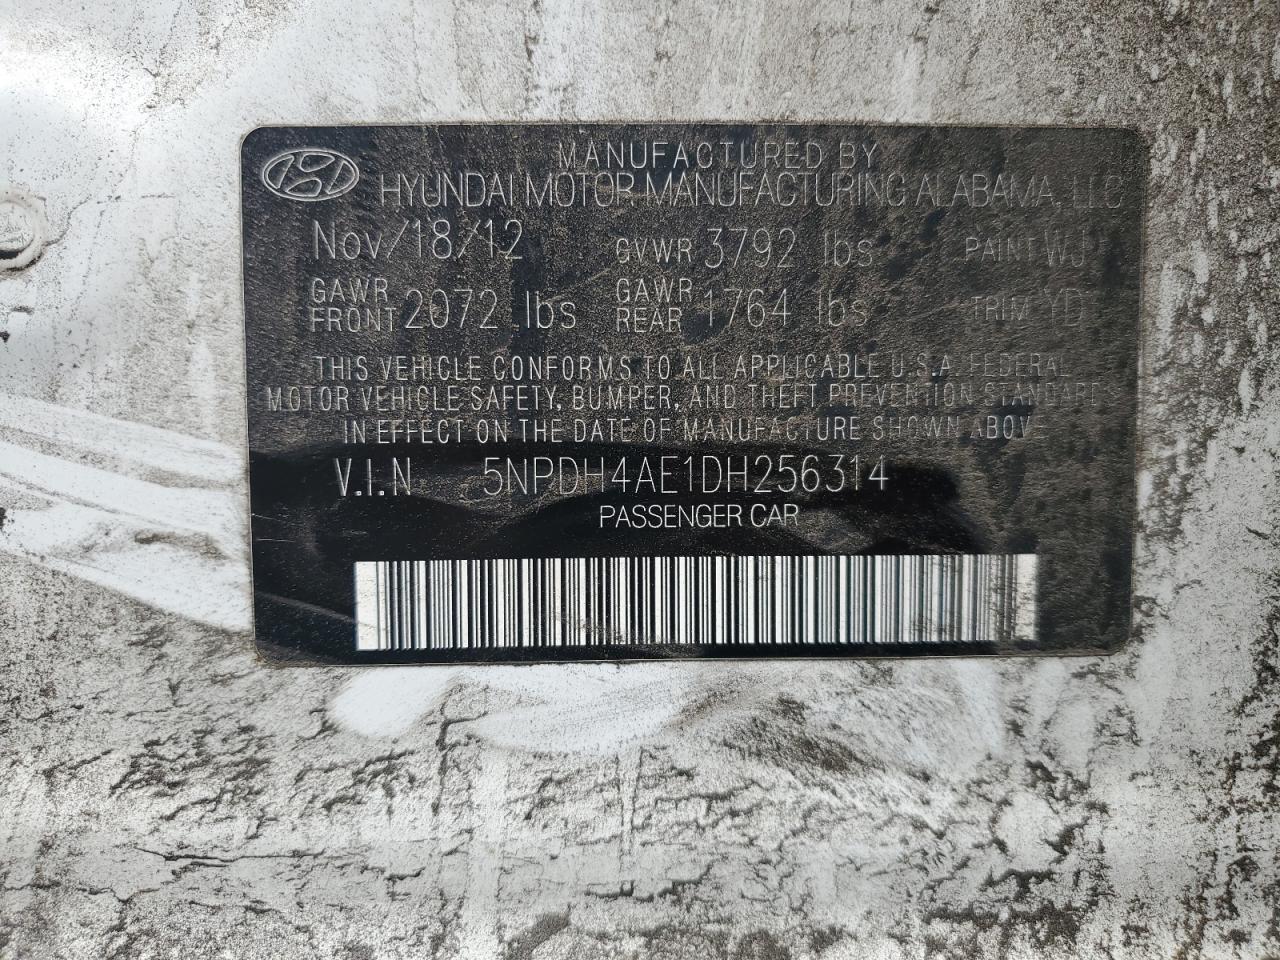 MANUFACTURED BY
HYUNDAI MOTOR MANUFACTURING ALABAMA, LLC
Nov/18/12 GVWR 3792 lbs PAINT WJ
GAWR FRONT 2072 lbs GAWR REAR 1764 lbs TRIM YD
THIS VEHICLE CONFORMS TO ALL APPLICABLE U.S.A. FEDERAL
MOTOR VEHICLE SAFETY, BUMPER, AND THEFT PREVENTION STANDARD
IN EFFECT ON THE DATE OF MANUFACTURE SHOWN ABOVE
V.I.N 5NPDH4AE1DH256314
PASSENGER CAR